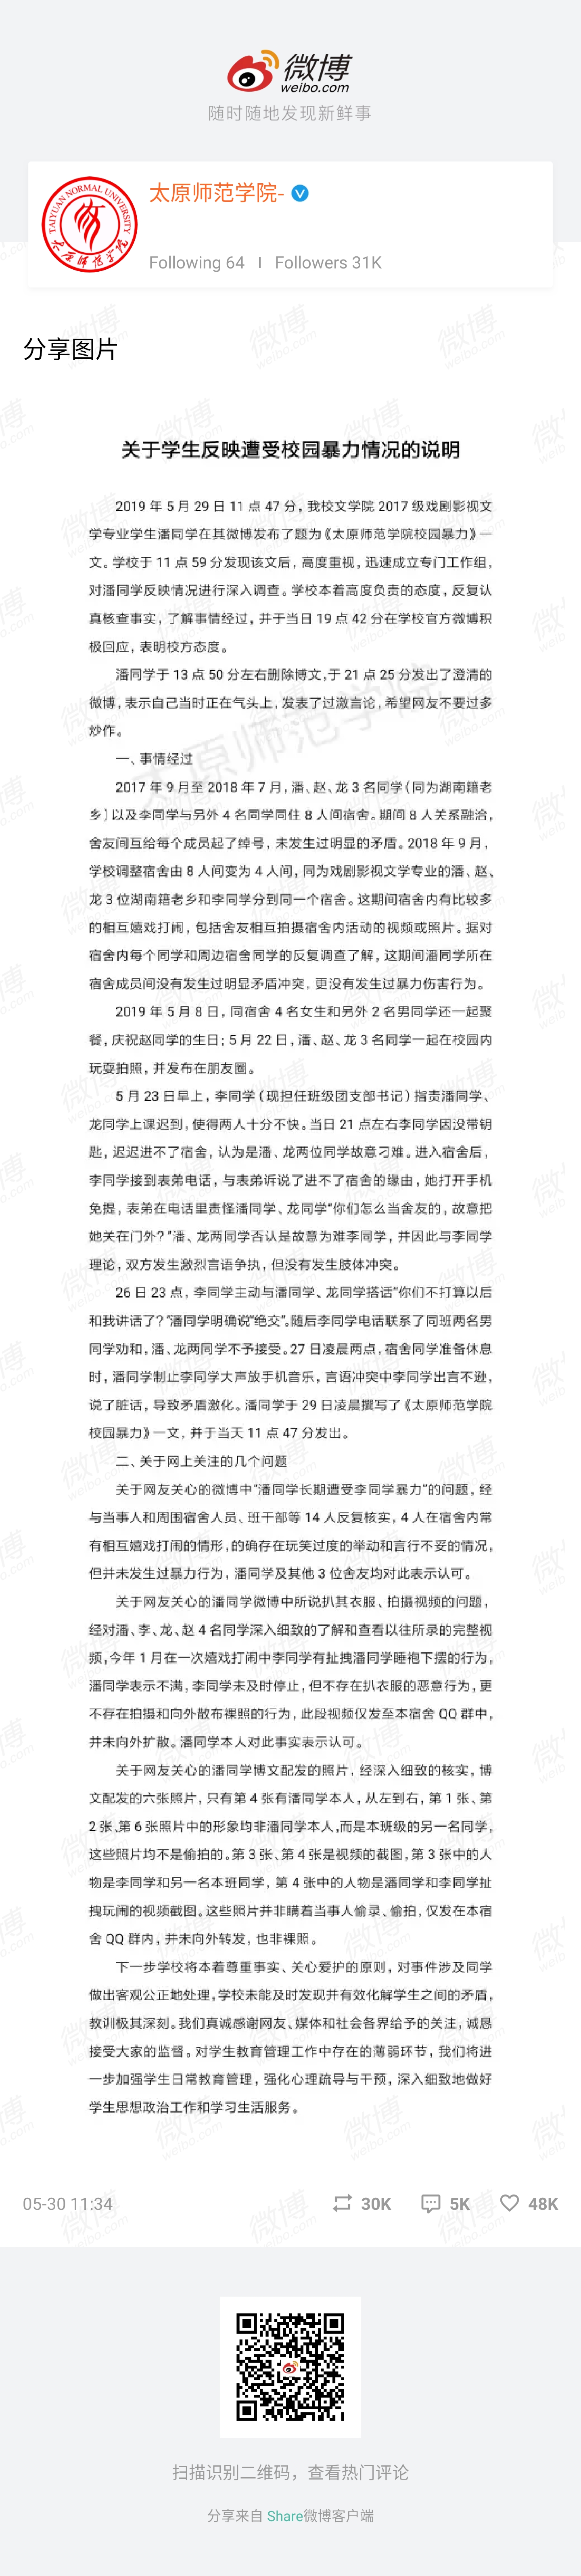 微博
weibo.com
随时随地发现新鲜事
TAIYUAN NORMAL UNIVERSITY
太原师范学院
太原师范学院-
Following 64 | Followers 31K
分享图片
关于学生反映遭受校园暴力情况的说明
2019 年 5 月 29 日 11 点 47 分，我校文学院 2017 级戏剧影视文
学专业学生潘同学在其微博发布了题为《太原师范学院校园暴力》一
文。学校于 11 点 59 分发现该文后，高度重视，迅速成立专门工作组，
对潘同学反映情况进行深入调查。学校本着高度负责的态度，反复认
真核查事实，了解事情经过，并于当日 19 点 42 分在学校官方微博积
极回应，表明校方态度。
潘同学于 13 点 50 分左右删除博文，于 21 点 25 分发出了澄清的
微博，表示自己当时正在气头上，发表了过激言论，希望网友不要过多
炒作。
一、事情经过
2017 年 9 月至 2018 年 7 月，潘、赵、龙 3 名同学（同为湖南籍老
乡）以及李同学与另外 4 名同学同住 8 人间宿舍。期间 8 人关系融洽，
舍友间互给每个成员起了绰号，未发生过明显的矛盾。2018 年 9 月，
学校调整宿舍由 8 人间变为 4 人间，同为戏剧影视文学专业的潘、赵、
龙 3 位湖南籍老乡和李同学分到同一个宿舍。这期间宿舍内有比较多
的相互嬉戏打闹，包括舍友相互拍摄宿舍内活动的视频或照片。据对
宿舍内每个同学和周边宿舍同学的反复调查了解，这期间潘同学所在
宿舍成员间没有发生过明显矛盾冲突，更没有发生过暴力伤害行为。
2019 年 5 月 8 日，同宿舍 4 名女生和另外 2 名男同学还一起聚
餐，庆祝赵同学的生日；5 月 22 日，潘、赵、龙 3 名同学一起在校园内
玩耍拍照，并发布在朋友圈。
5 月 23 日早上，李同学（现担任班级团支部书记）指责潘同学、
龙同学上课迟到，使得两人十分不快。当日 21 点左右李同学因没带钥
匙，迟迟进不了宿舍，认为是潘、龙两位同学故意刁难。进入宿舍后，
李同学接到表弟电话，与表弟诉说了进不了宿舍的缘由，她打开手机
免提，表弟在电话里责怪潘同学、龙同学“你们怎么当舍友的，故意把
她关在门外？”潘、龙两同学否认是故意为难李同学，并因此与李同学
理论，双方发生激烈言语争执，但没有发生肢体冲突。
26 日 23 点，李同学主动与潘同学、龙同学搭话“你们不打算以后
和我讲话了？”潘同学明确说“绝交”。随后李同学电话联系了同班两名男
同学劝和，潘、龙两同学不予接受。27 日凌晨两点，宿舍同学准备休息
时，潘同学制止李同学大声放手机音乐，言语冲突中李同学出言不逊，
说了脏话，导致矛盾激化。潘同学于 29 日凌晨撰写了《太原师范学院
校园暴力》一文，并于当天 11 点 47 分发出。
二、关于网上关注的几个问题
关于网友关心的微博中“潘同学长期遭受李同学暴力”的问题，经
与当事人和周围宿舍人员、班干部等 14 人反复核实，4 人在宿舍内常
有相互嬉戏打闹的情形，的确存在玩笑过度的举动和言行不妥的情况，
但并未发生过暴力行为，潘同学及其他 3 位舍友均对此表示认可。
关于网友关心的潘同学微博中所说扒其衣服、拍摄视频的问题，
经对潘、李、龙、赵 4 名同学深入细致的了解和查看以往所录的完整视
频，今年 1 月在一次嬉戏打闹中李同学有扯拽潘同学睡袍下摆的行为，
潘同学表示不满，李同学未及时停止，但不存在扒衣服的恶意行为，更
不存在拍摄和向外散布裸照的行为，此段视频仅发至本宿舍 QQ 群中，
并未向外扩散。潘同学本人对此事实表示认可。
关于网友关心的潘同学博文配发的照片，经深入细致的核实，博
文配发的六张照片，只有第 4 张有潘同学本人，从左到右，第 1 张、第
2 张、第 6 张照片中的形象均非潘同学本人，而是本班级的另一名同学，
这些照片均不是偷拍的。第 3 张、第 4 张是视频的截图，第 3 张中的人
物是李同学和另一名本班同学，第 4 张中的人物是潘同学和李同学扯
拽玩闹的视频截图。这些照片并非瞒着当事人偷录、偷拍，仅发在本宿
舍 QQ 群内，并未向外转发，也非裸照。
下一步学校将本着尊重事实、关心爱护的原则，对事件涉及同学
做出客观公正地处理，学校未能及时发现并有效化解学生之间的矛盾，
教训极其深刻。我们真诚感谢网友、媒体和社会各界给予的关注，诚恳
接受大家的监督。对学生教育管理工作中存在的薄弱环节，我们将进
一步加强学生日常教育管理，强化心理疏导与干预，深入细致地做好
学生思想政治工作和学习生活服务。
太原师范学院
05-30 11:34 30K 5K 48K
扫描识别二维码，查看热门评论
分享来自 Share微博客户端